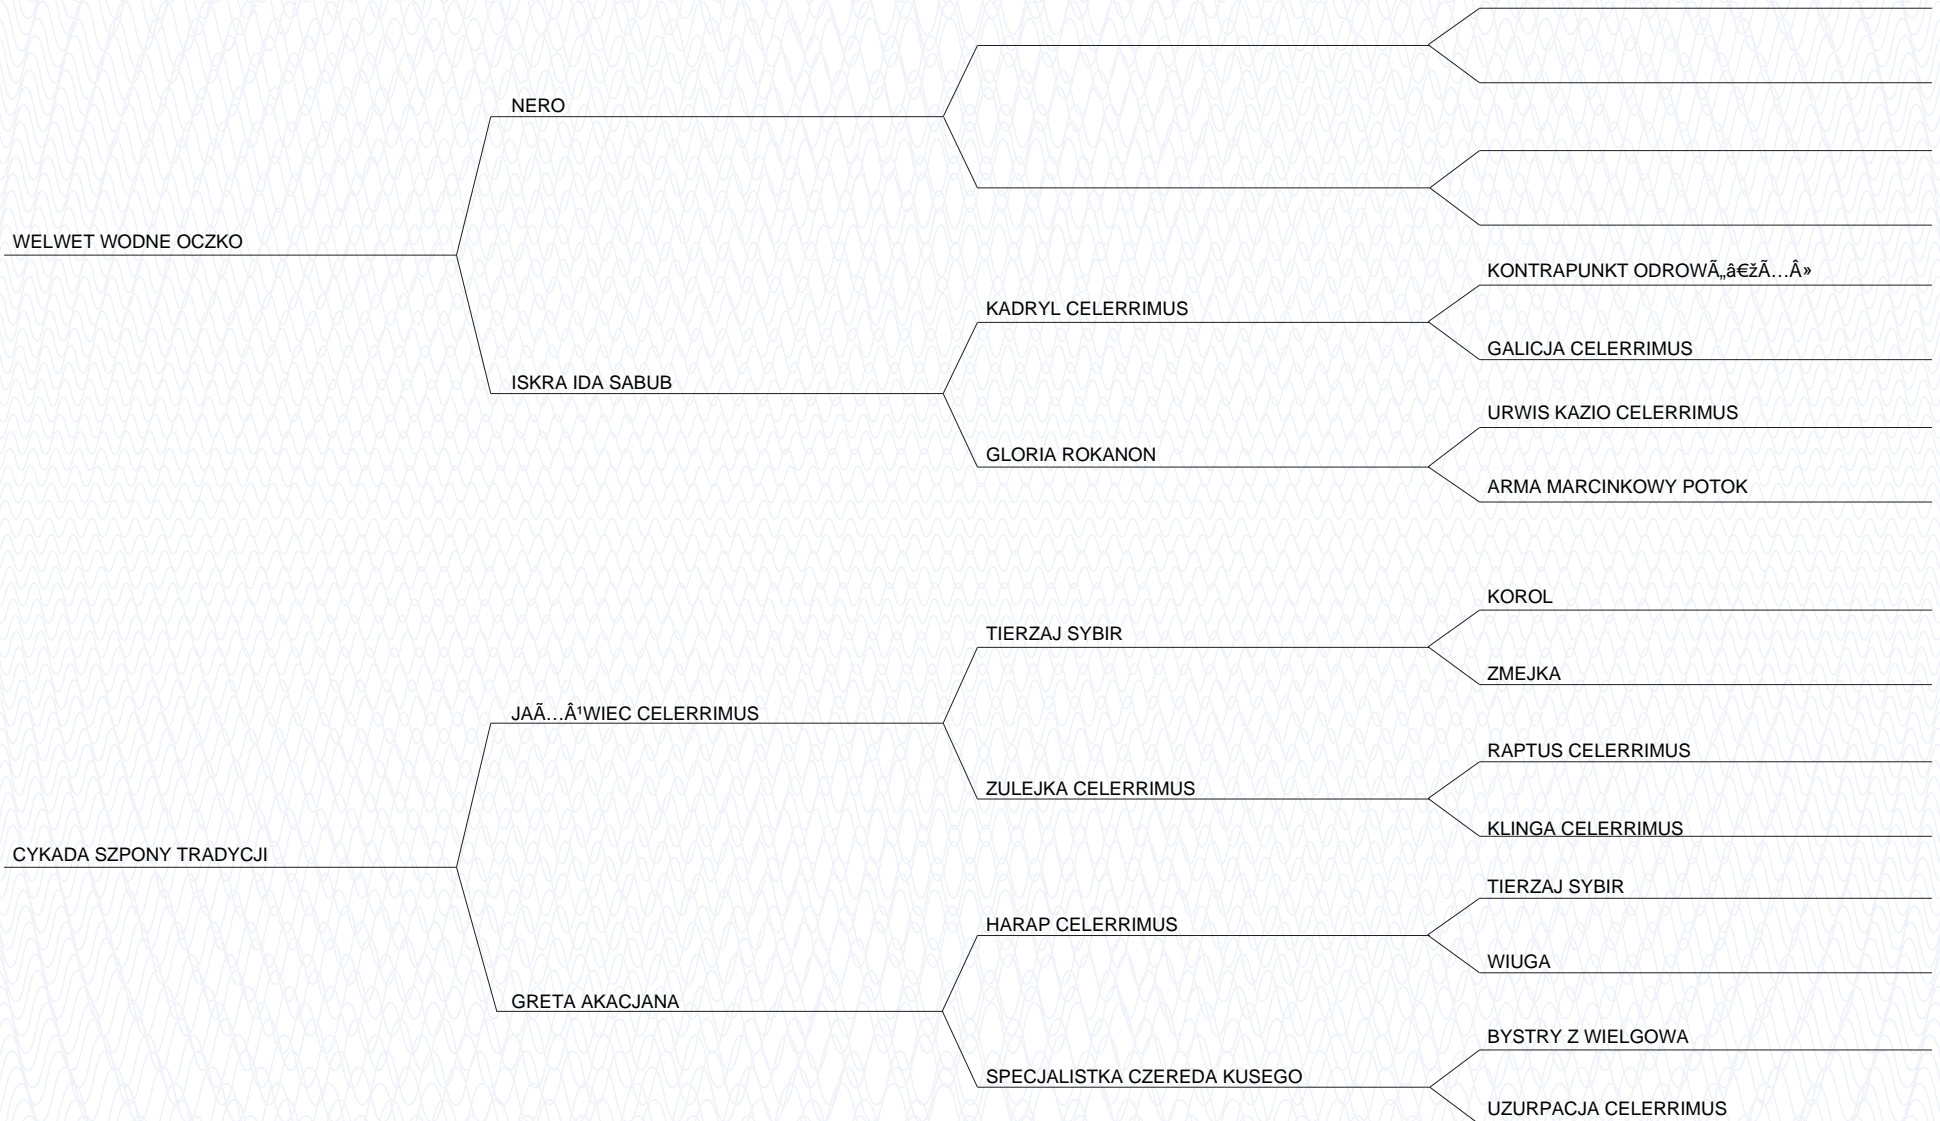 NERO
WELWET WODNE OCZKO
KONTRAPUNKT ODROWÃ„â€žÃ…Â»
KADRYL CELERRIMUS
GALICJA CELERRIMUS
ISKRA IDA SABUB
URWIS KAZIO CELERRIMUS
GLORIA ROKANON
ARMA MARCINKOWY POTOK
KOROL
TIERZAJ SYBIR
ZMEJKA
JAÃ…Â¹WIEC CELERRIMUS
RAPTUS CELERRIMUS
ZULEJKA CELERRIMUS
KLINGA CELERRIMUS
CYKADA SZPONY TRADYCJI
TIERZAJ SYBIR
HARAP CELERRIMUS
WIUGA
GRETA AKACJANA
BYSTRY Z WIELGOWA
SPECJALISTKA CZEREDA KUSEGO
UZURPACJA CELERRIMUS